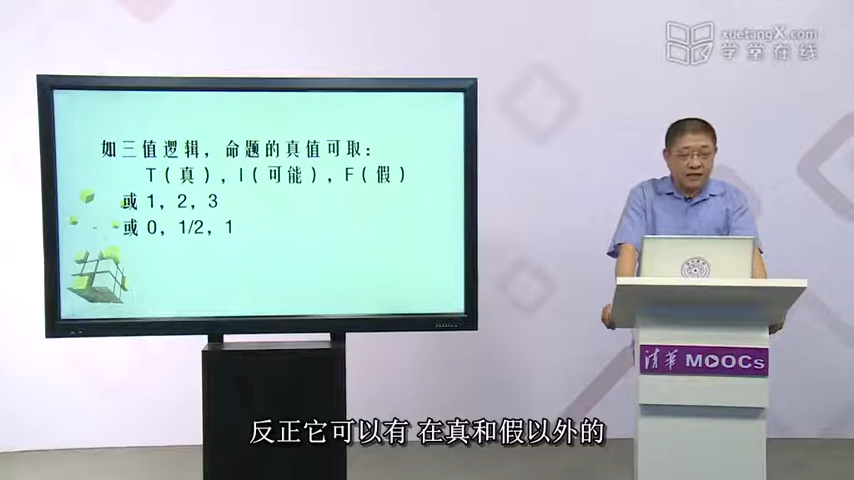 xuetangX.com
学堂在线
如三值逻辑，命题的真值可取：
T（真），I（可能），F（假）
或 1，2，3
或 0，1/2，1
清华 MOOCs
反正它可以有 在真和假以外的